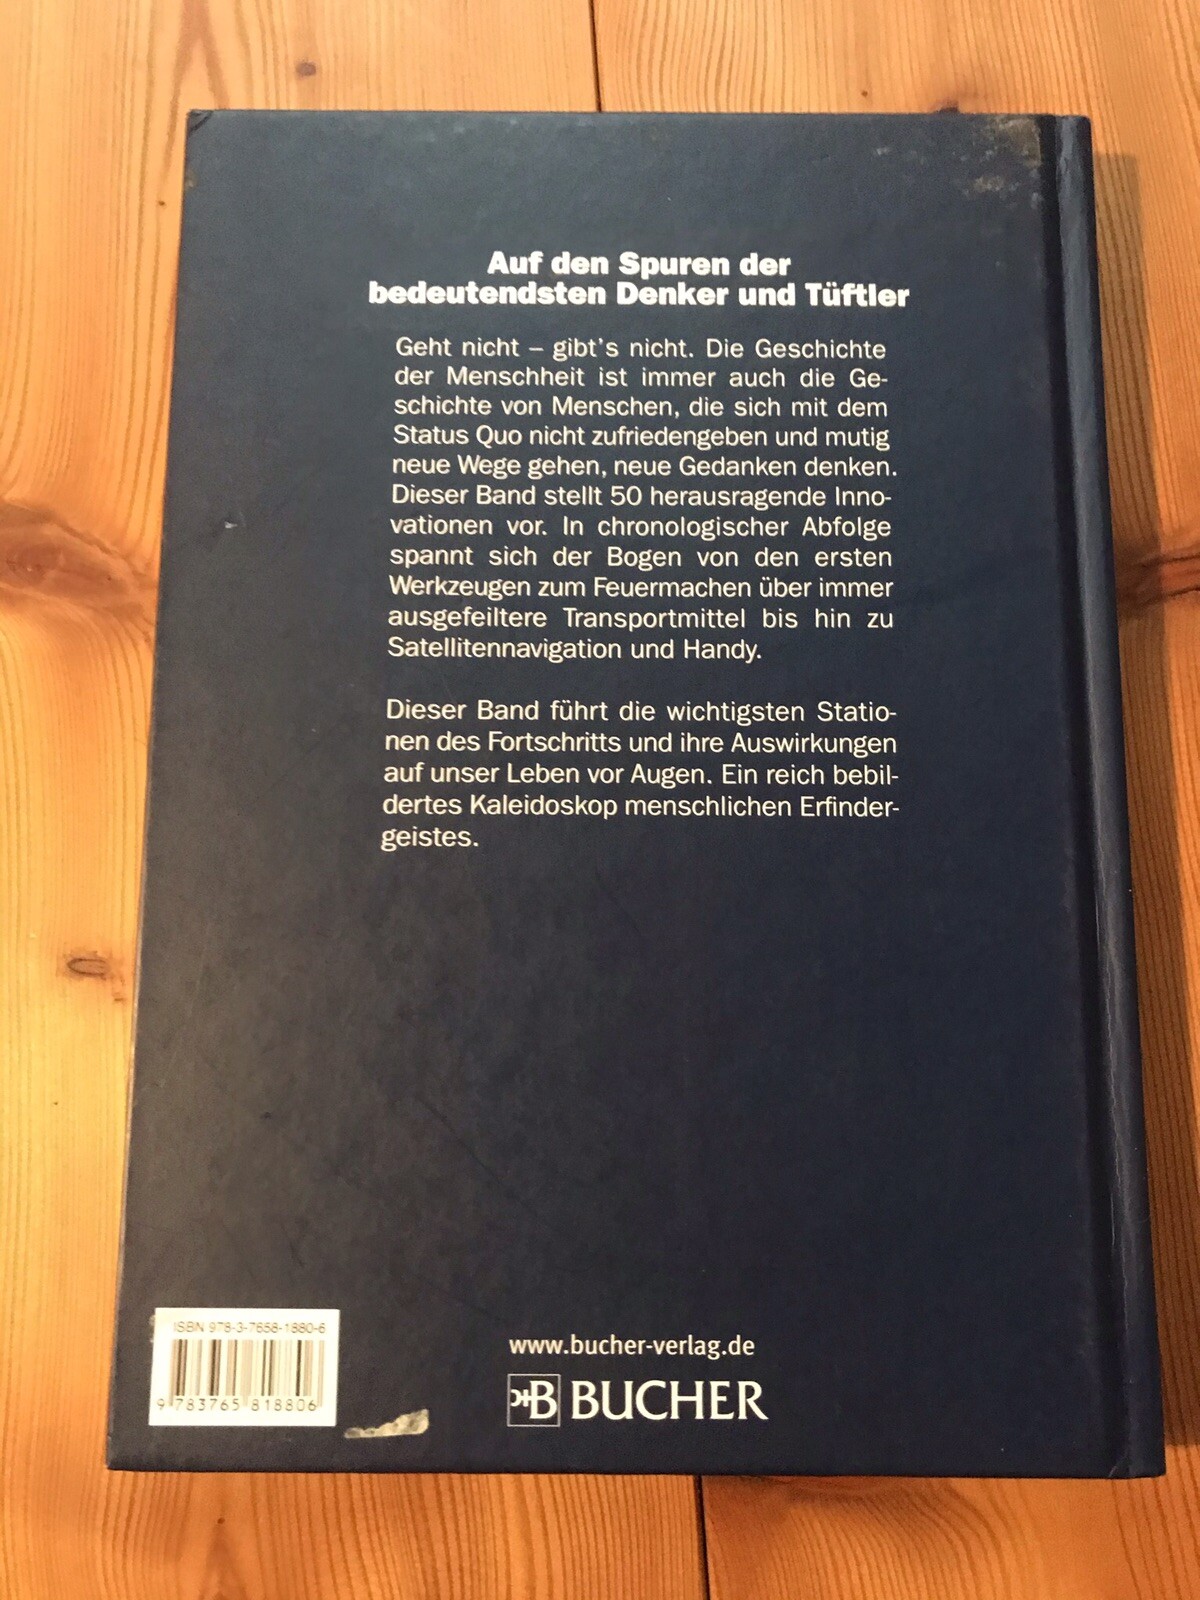 Auf den Spuren der
bedeutendsten Denker und Tüftler
Geht nicht – gibt's nicht. Die Geschichte
der Menschheit ist immer auch die Ge-
schichte von Menschen, die sich mit dem
Status Quo nicht zufriedengeben und mutig
neue Wege gehen, neue Gedanken denken.
Dieser Band stellt 50 herausragende Inno-
vationen vor. In chronologischer Abfolge
spannt sich der Bogen von den ersten
Werkzeugen zum Feuermachen über immer
ausgefeiltere Transportmittel bis hin zu
Satellitennavigation und Handy.
Dieser Band führt die wichtigsten Statio-
nen des Fortschritts und ihre Auswirkungen
auf unser Leben vor Augen. Ein reich bebil-
dertes Kaleidoskop menschlichen Erfinder-
geistes.
ISBN 978-3-7658-1880-6
9 783765 818806
www.bucher-verlag.de
B BUCHER